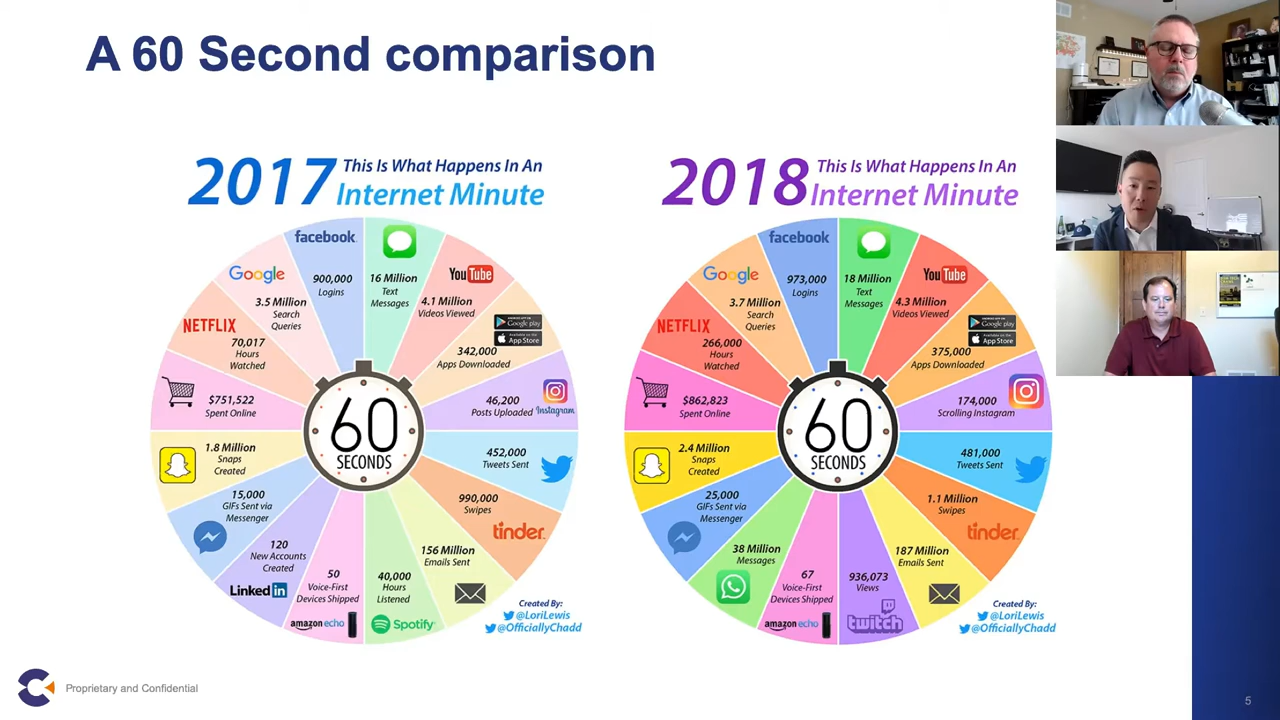 A 60 Second comparison
2017
This Is What Happens In An
Internet Minute
facebook
900,000
Logins
16 Million
Text
Messages
YouTube
4.1 Million
Videos Viewed
Google play
App Store
342,000
Apps Downloaded
46,200
Posts Uploaded
Instagram
452,000
Tweets Sent
990,000
Swipes
tinder
156 Million
Emails Sent
40,000
Hours
Listened
Spotify
50
Voice-First
Devices Shipped
amazon echo
120
New Accounts
Created
LinkedIn
15,000
GIFs Sent via
Messenger
1.8 Million
Snaps
Created
$751,522
Spent Online
NETFLIX
70,017
Hours
Watched
Google
3.5 Million
Search
Queries
60
SECONDS
Created By:
@LoriLewis
@OfficiallyChadd
2018
This Is What Happens In An
Internet Minute
facebook
973,000
Logins
18 Million
Text
Messages
YouTube
4.3 Million
Videos Viewed
Google play
App Store
375,000
Apps Downloaded
174,000
Scrolling Instagram
481,000
Tweets Sent
1.1 Million
Swipes
tinder
187 Million
Emails Sent
936,073
Views
twitch
67
Voice-First
Devices Shipped
amazon echo
38 Million
Messages
25,000
GIFs Sent via
Messenger
2.4 Million
Snaps
Created
$862,823
Spent Online
NETFLIX
266,000
Hours
Watched
Google
3.7 Million
Search
Queries
60
SECONDS
Created By:
@LoriLewis
@OfficiallyChadd
Proprietary and Confidential
5